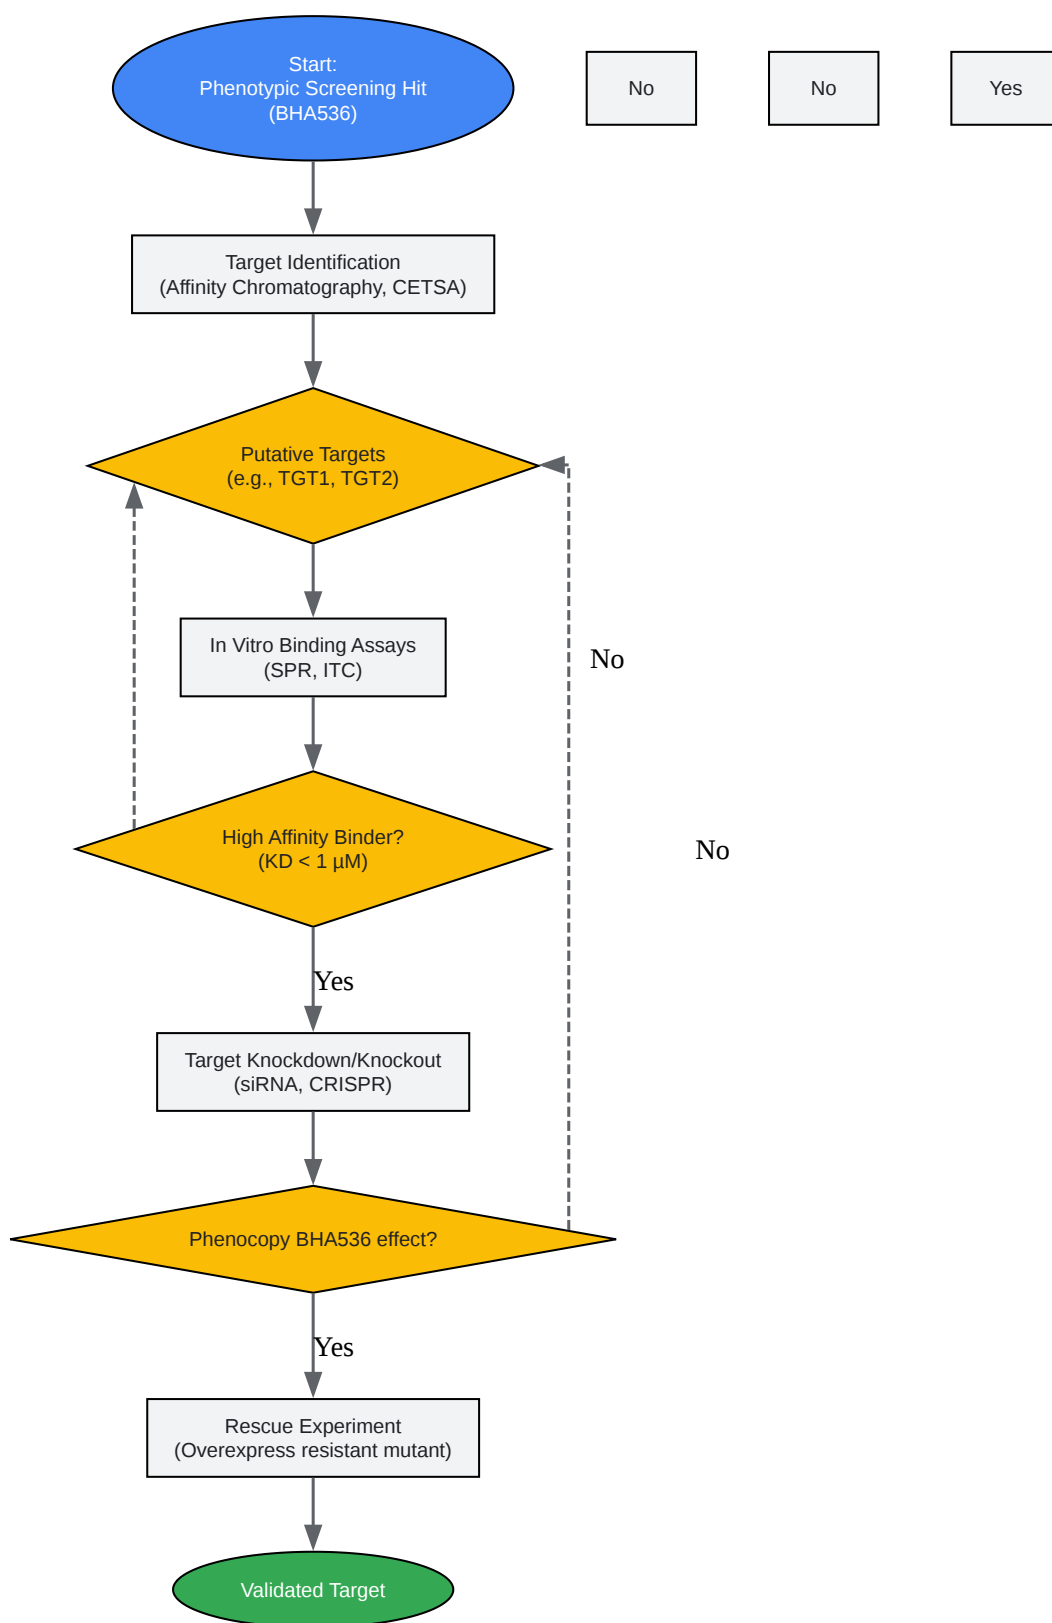 Start:
Phenotypic Screening Hit
(BHA536)
No
No
Yes
Target Identification
(Affinity Chromatography, CETSA)
Putative Targets
(e.g., TGT1, TGT2)
In Vitro Binding Assays
(SPR, ITC)
No
High Affinity Binder?
(KD < 1 µM)
No
Yes
Target Knockdown/Knockout
(siRNA, CRISPR)
Phenocopy BHA536 effect?
Yes
Rescue Experiment
(Overexpress resistant mutant)
Validated Target